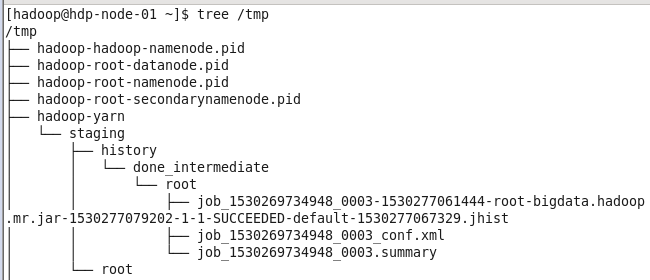 [hadoop@hdp-node-01 ~]$ tree /tmp
/tmp
├── hadoop-hadoop-namenode.pid
├── hadoop-root-datanode.pid
├── hadoop-root-namenode.pid
├── hadoop-root-secondarynamenode.pid
├── hadoop-yarn
│   └── staging
│       ├── history
│       │   └── done_intermediate
│       │       └── root
│       │           ├── job_1530269734948_0003-1530277061444-root-bigdata.hadoop
.mr.jar-1530277079202-1-1-SUCCEEDED-default-1530277067329.jhist
│       │           ├── job_1530269734948_0003_conf.xml
│       │           └── job_1530269734948_0003.summary
│       └── root